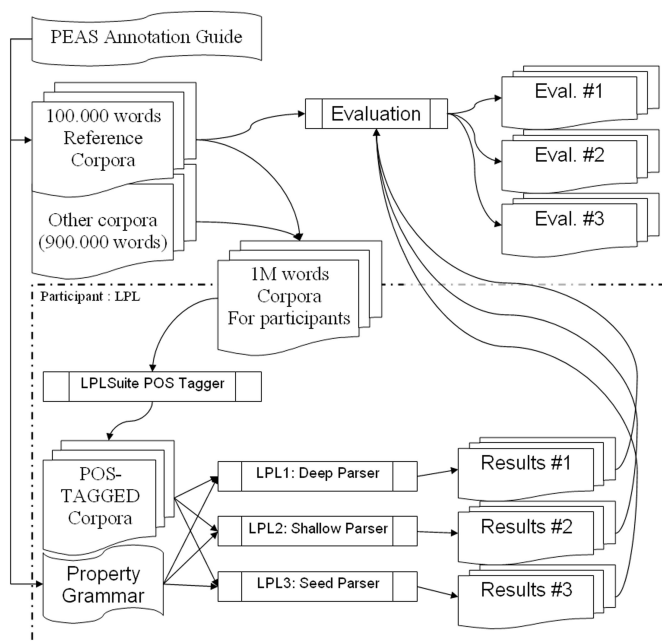 PEAS Annotation Guide
100.000 words
Reference
Corpora
Other corpora
(900.000 words)
Evaluation
Eval. #1
Eval. #2
Eval. #3
1M words
Corpora
For participants
Participant : LPL
LPLSuite POS Tagger
POS-
TAGGED
Corpora
Property
Grammar
LPL1: Deep Parser
LPL2: Shallow Parser
LPL3: Seed Parser
Results #1
Results #2
Results #3